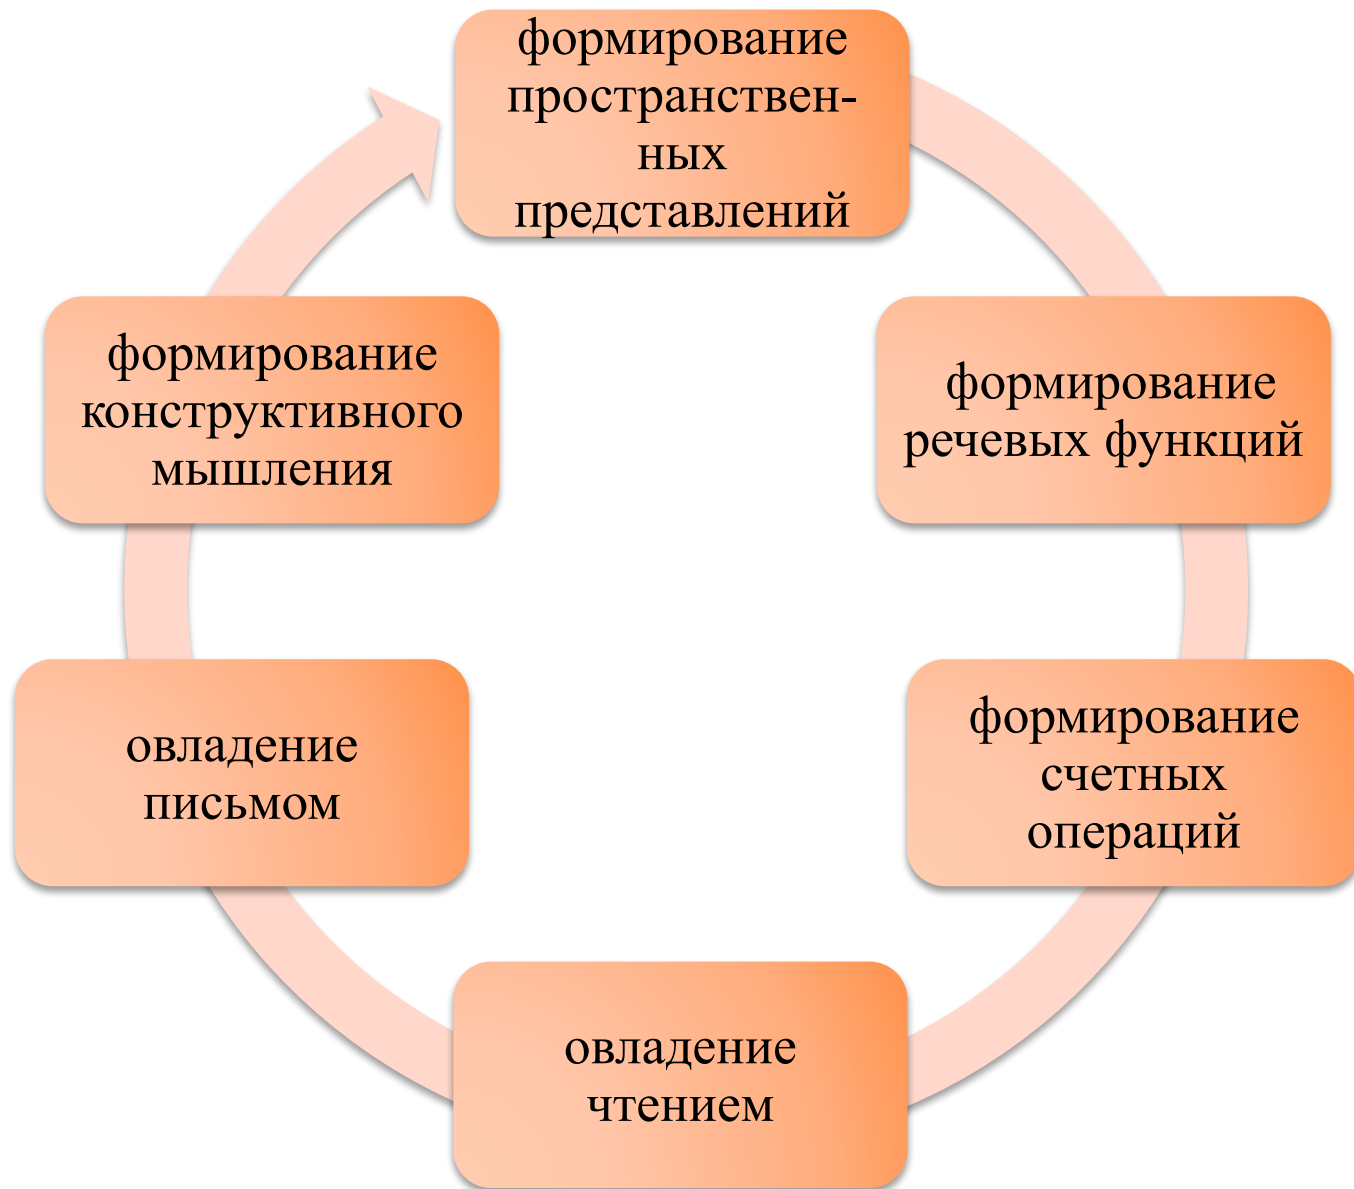 формирование
пространствен-
ных
представлений
формирование
речевых функций
формирование
счетных
операций
овладение
чтением
овладение
письмом
формирование
конструктивного
мышления